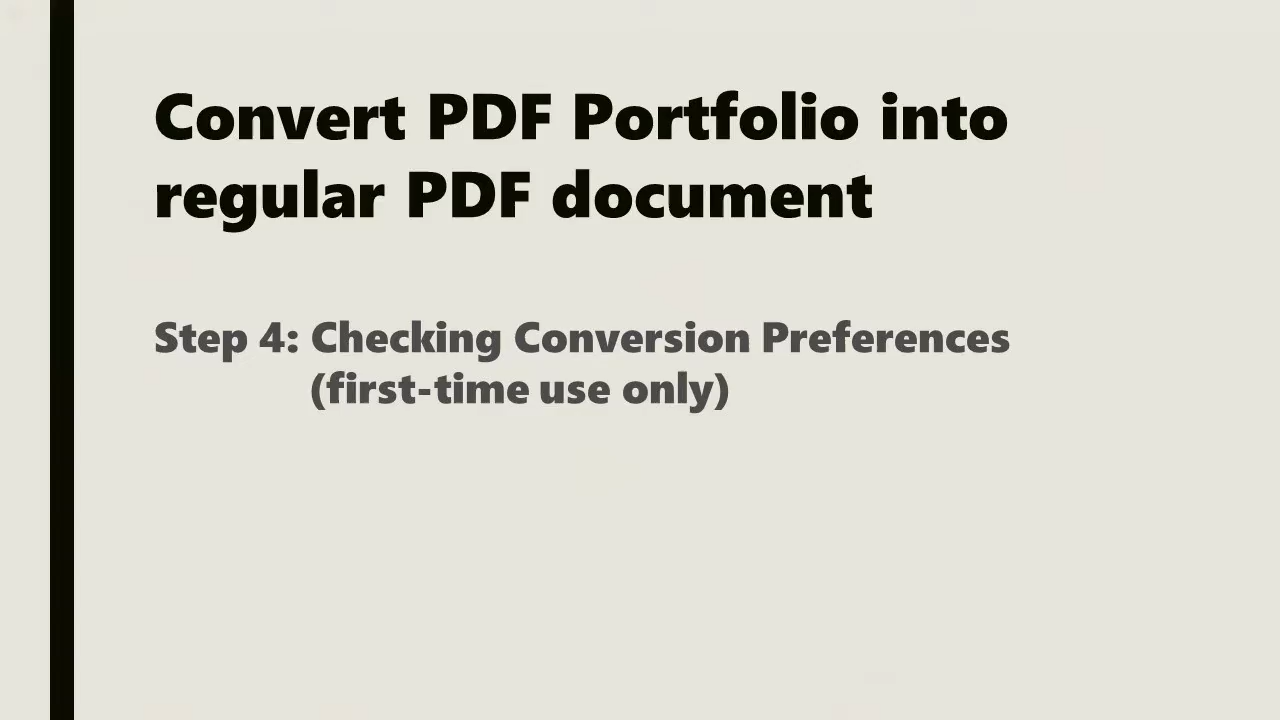 Convert PDF Portfolio into
regular PDF document
Step 4: Checking Conversion Preferences
(first-time use only)